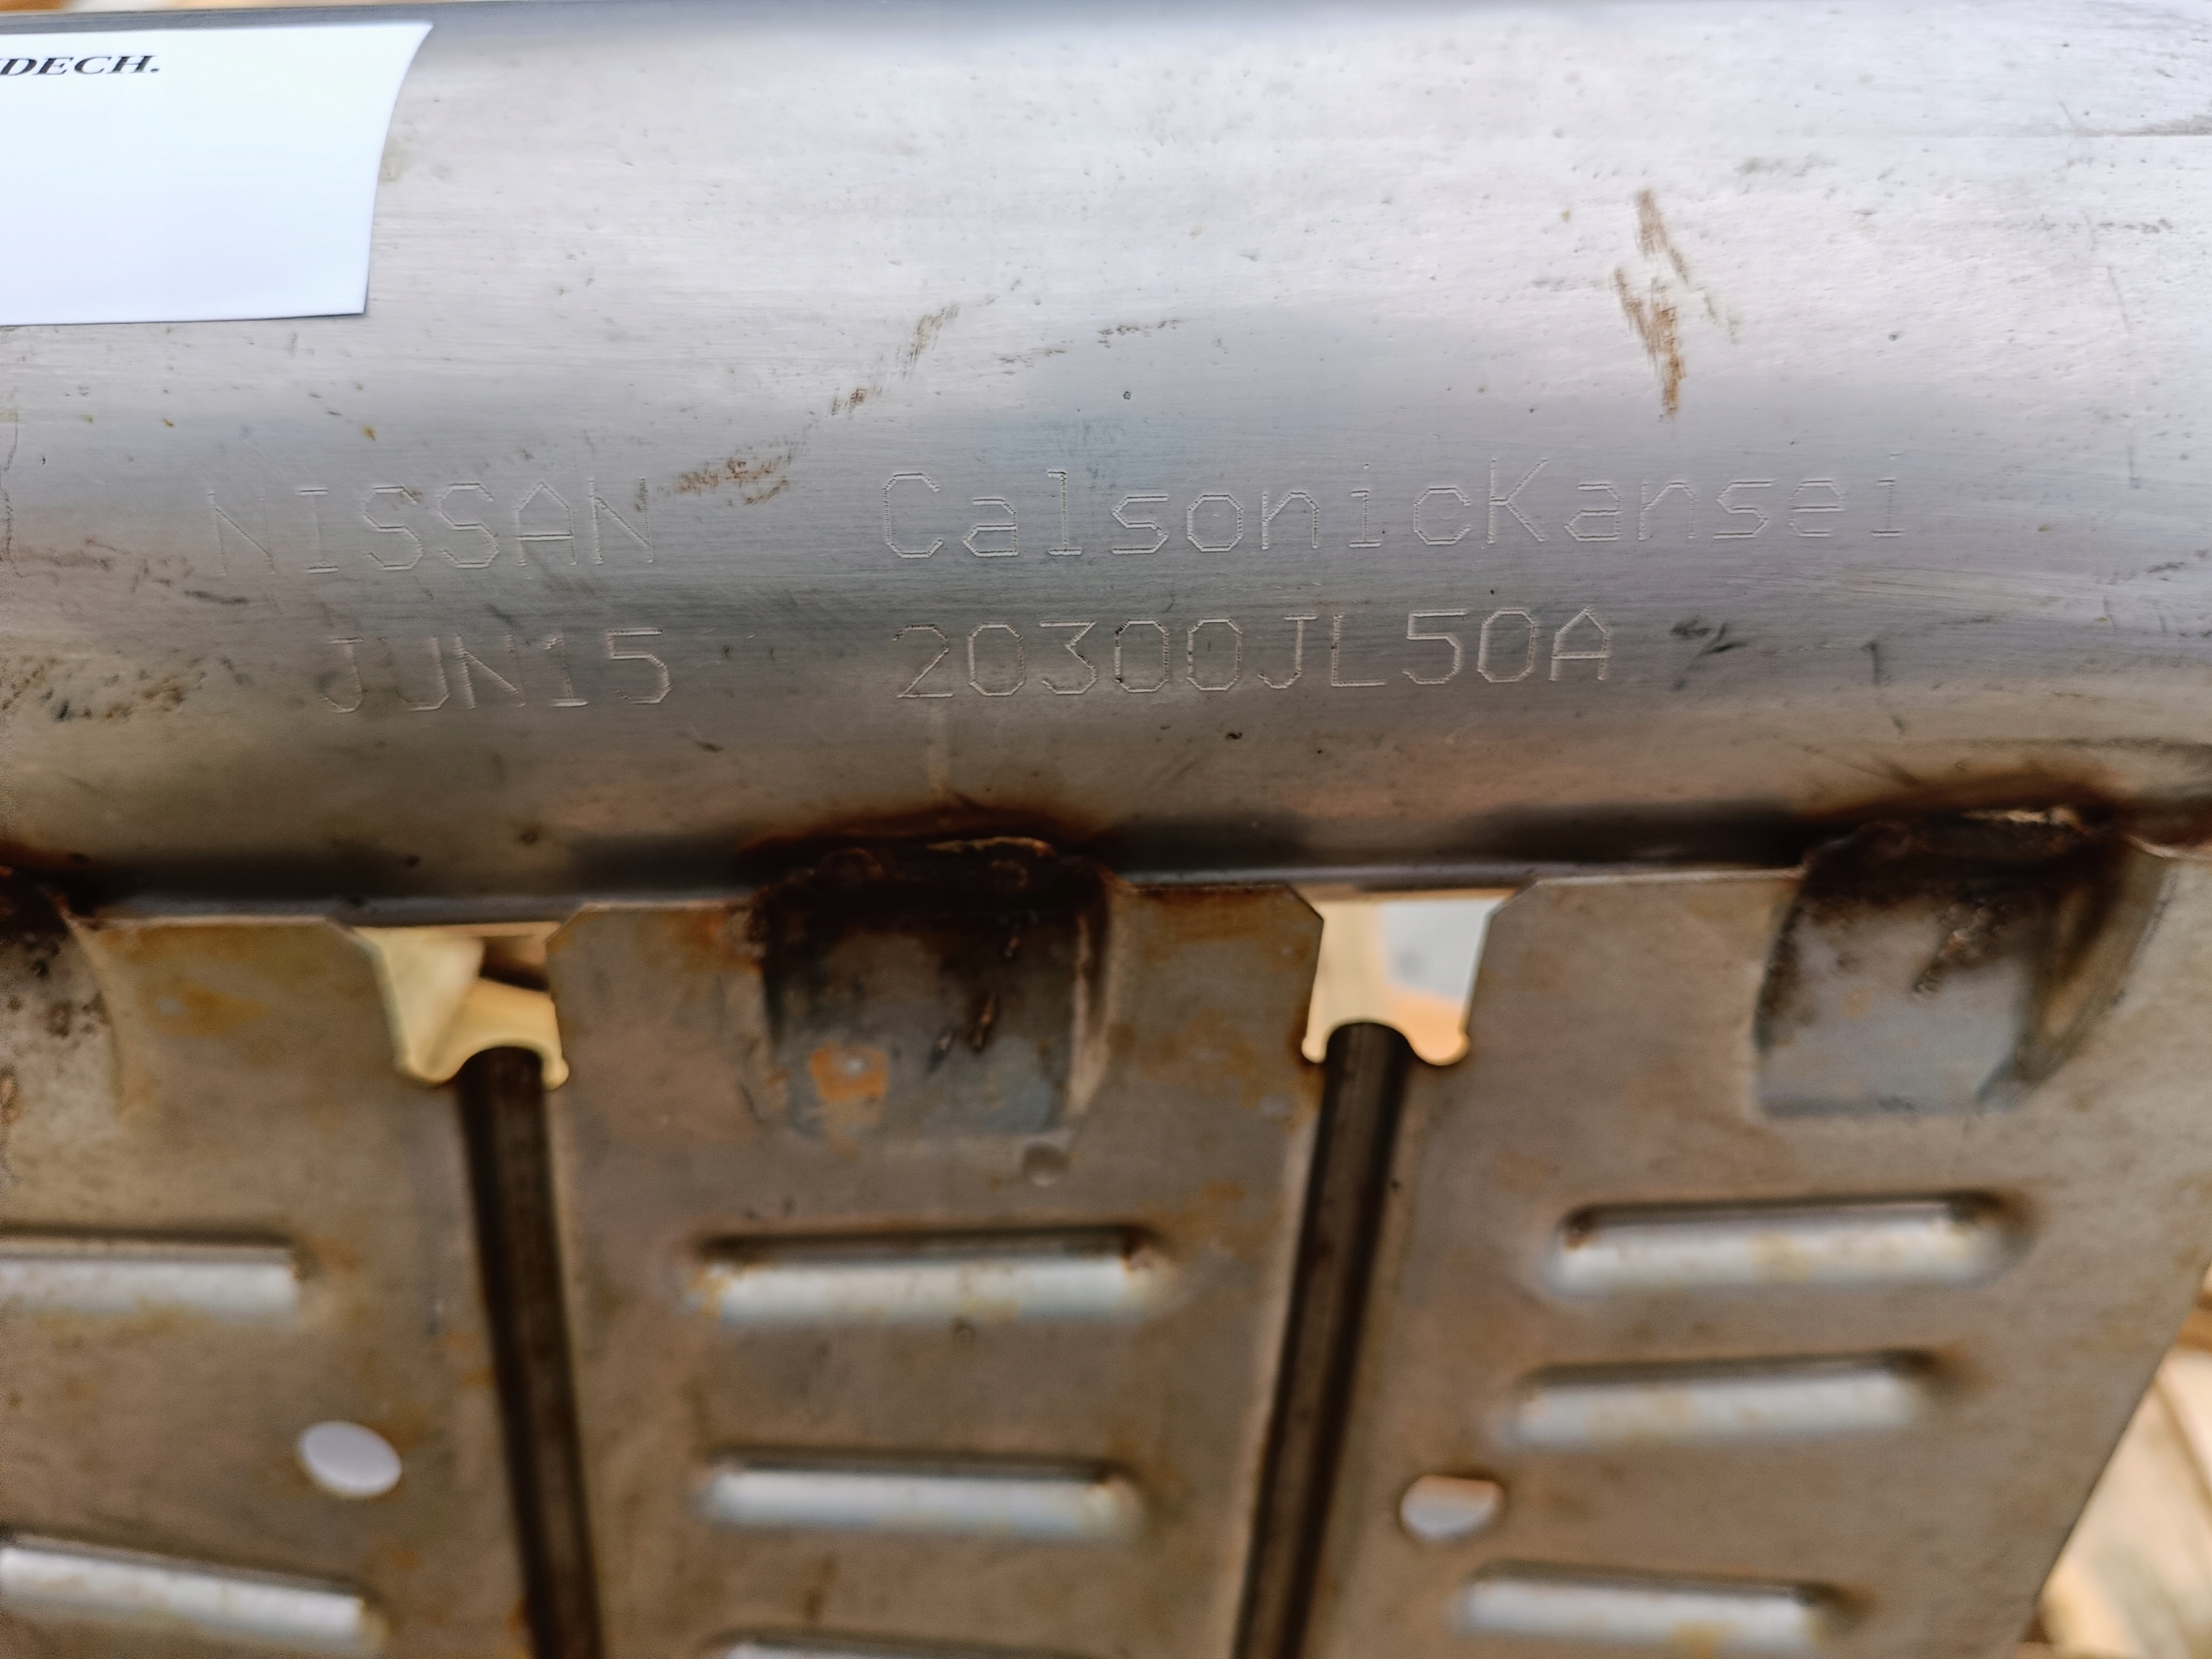 DECH.
NISSAN CalsonicKansei
JUN15 20300JL50A